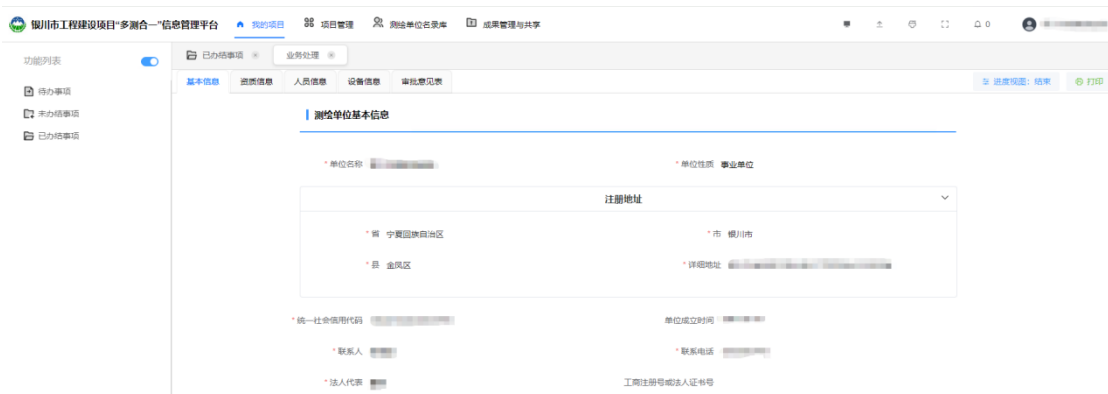 银川市工程建设项目“多测合一”信息管理平台 我的项目 项目管理 测绘单位名录库 成果管理与共享 0
功能列表 已办结事项 业务处理
基本信息 资质信息 人员信息 设备信息 审批意见表 进度视图：结束 打印
待办事项
未办结事项
已办结事项
测绘单位基本信息
*单位名称 *单位性质 事业单位
注册地址
*省 宁夏回族自治区 *市 银川市
*县 金凤区 *详细地址
*统一社会信用代码 单位成立时间
*联系人 *联系电话
*法人代表 工商注册号或法人证书号